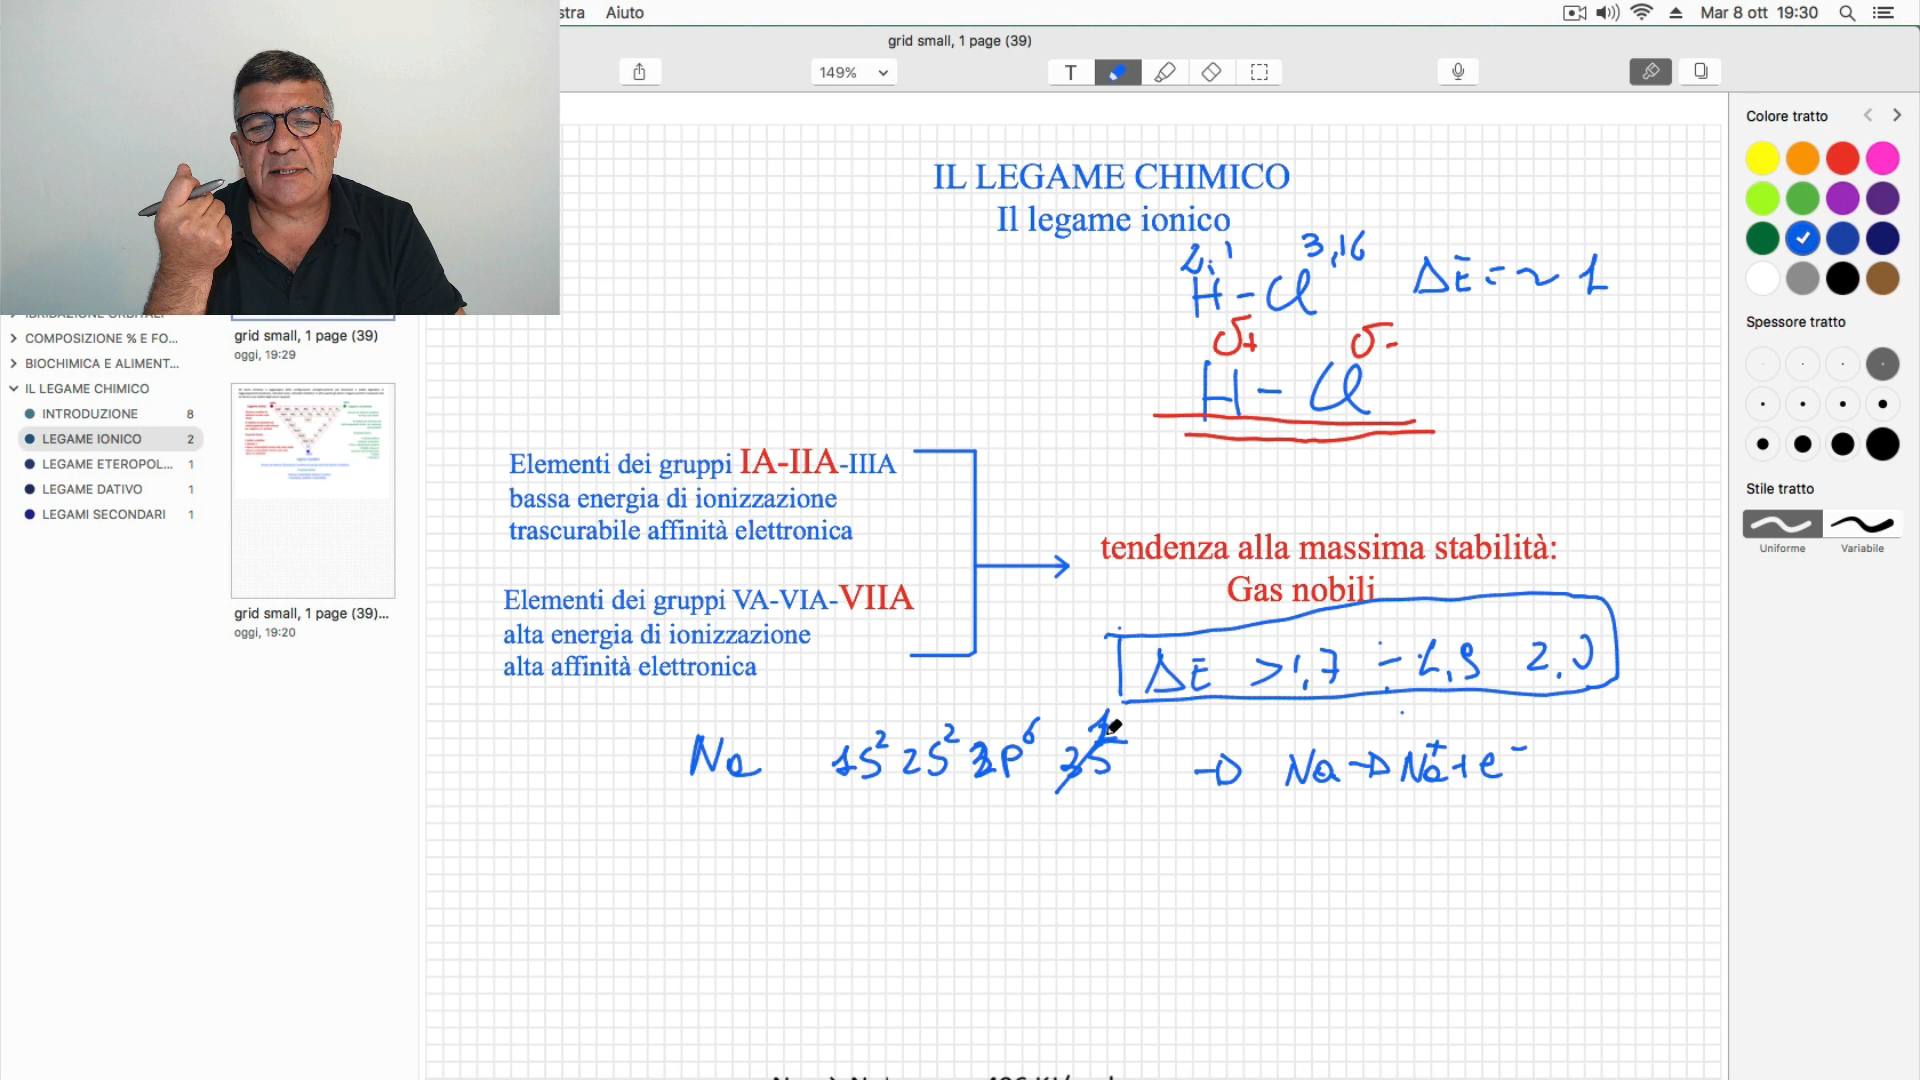 stra Aiuto
Mar 8 ott 19:30
grid small, 1 page (39)
149%
T
COMPOSIZIONE % E FO...
BIOCHIMICA E ALIMENT...
IL LEGAME CHIMICO
INTRODUZIONE 8
LEGAME IONICO 2
LEGAME ETEROPOL... 1
LEGAME DATIVO 1
LEGAMI SECONDARI 1
grid small, 1 page (39)
oggi, 19:29
grid small, 1 page (39)...
oggi, 19:20
IL LEGAME CHIMICO
Il legame ionico
2,1 3,16
H - Cl ΔE = ~ 1
δ+ δ-
H - Cl
Elementi dei gruppi IA-IIA-IIIA
bassa energia di ionizzazione
trascurabile affinità elettronica
Elementi dei gruppi VA-VIA-VIIA
alta energia di ionizzazione
alta affinità elettronica
tendenza alla massima stabilità:
Gas nobili
ΔE >1,7 ÷ 1,9 2,0
Na 1s² 2s² 2p⁶ 3s¹ → Na → Na⁺ + e⁻
Colore tratto
Spessore tratto
Stile tratto
Uniforme Variabile